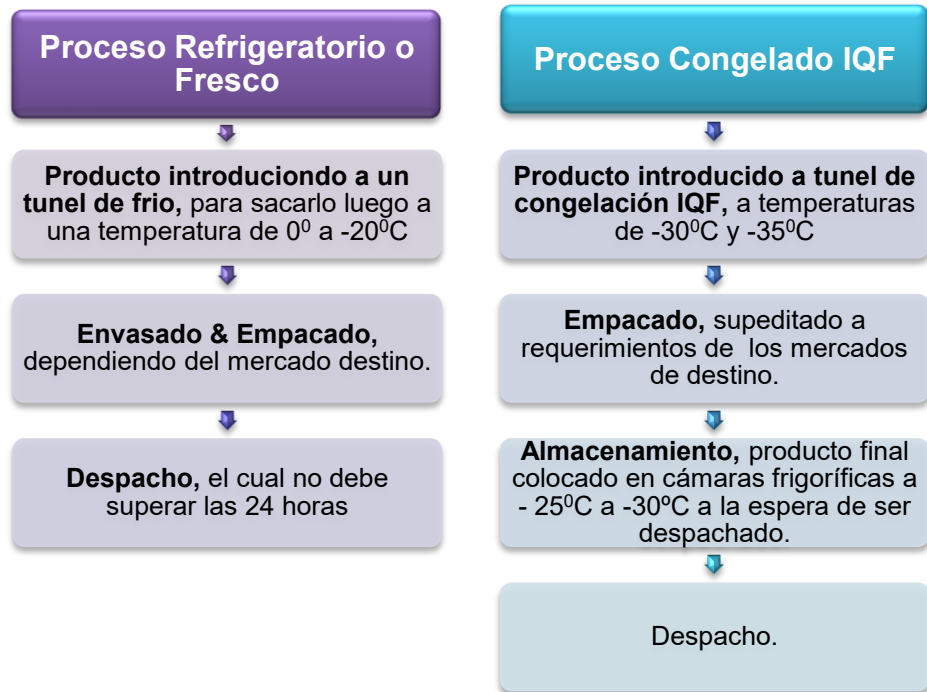 Proceso Refrigeratorio o
Fresco
Producto introduciondo a un
tunel de frio, para sacarlo luego a
una temperatura de 0⁰ a -20⁰C
Envasado & Empacado,
dependiendo del mercado destino.
Despacho, el cual no debe
superar las 24 horas
Proceso Congelado IQF
Producto introducido a tunel de
congelación IQF, a temperaturas
de -30⁰C y -35⁰C
Empacado, supeditado a
requerimientos de los mercados
de destino.
Almacenamiento, producto final
colocado en cámaras frigoríficas a
- 25⁰C a -30ºC a la espera de ser
despachado.
Despacho.